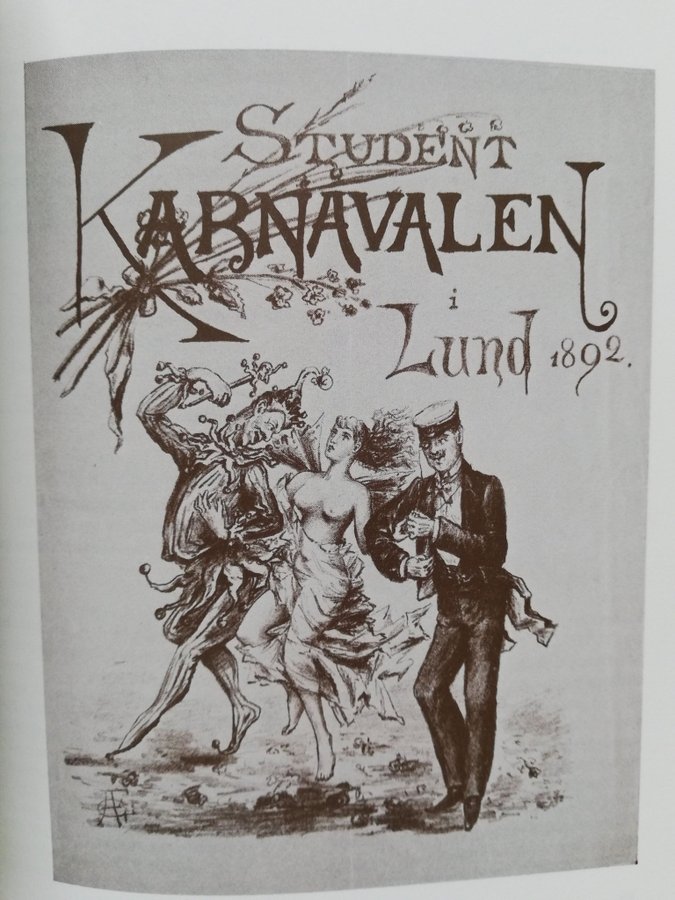 STUDENT
KARNAVALEN
i
LUND 1892.